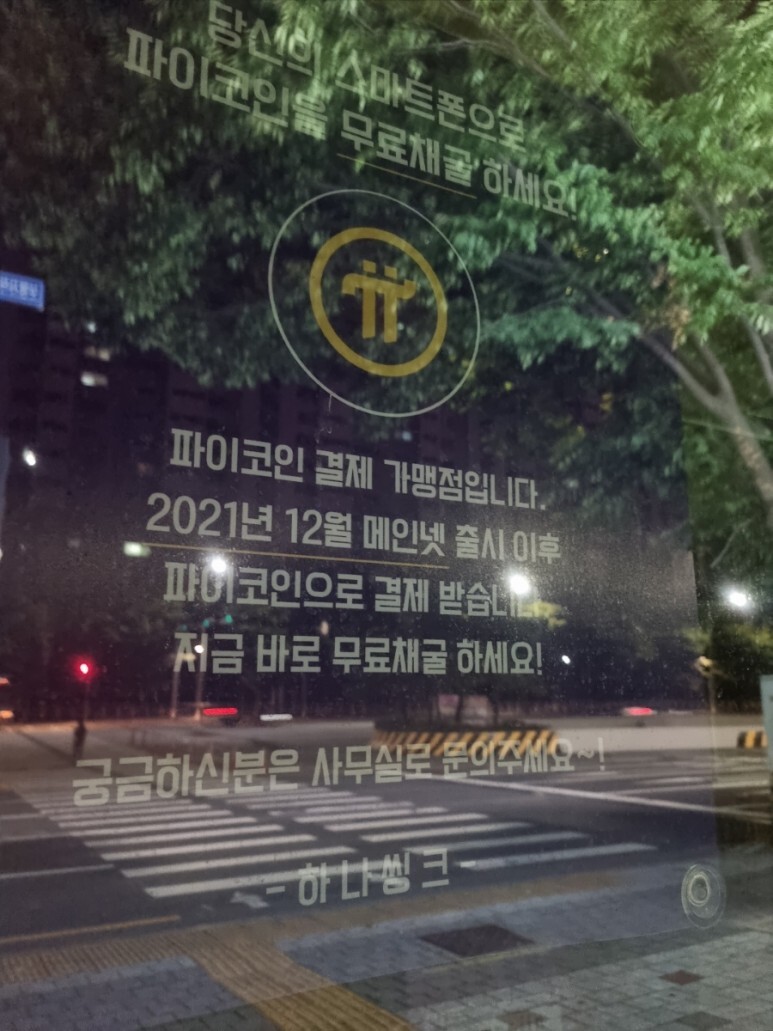 당신의 스마트폰으로
파이코인을 무료채굴 하세요!
파이코인 결제 가맹점입니다.
2021년 12월 메인넷 출시 이후
파이코인으로 결제 받습니
지금 바로 무료채굴 하세요!
궁금하신분은 사무실로 문의주세요~!
- 하나씽크 -